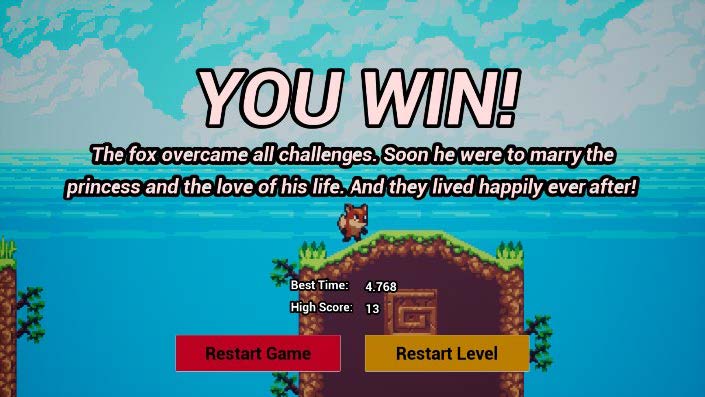 YOU WIN!
The fox overcame all challenges. Soon he were to marry the
princess and the love of his life. And they lived happily ever after!
Best Time: 4.768
High Score: 13
Restart Game Restart Level